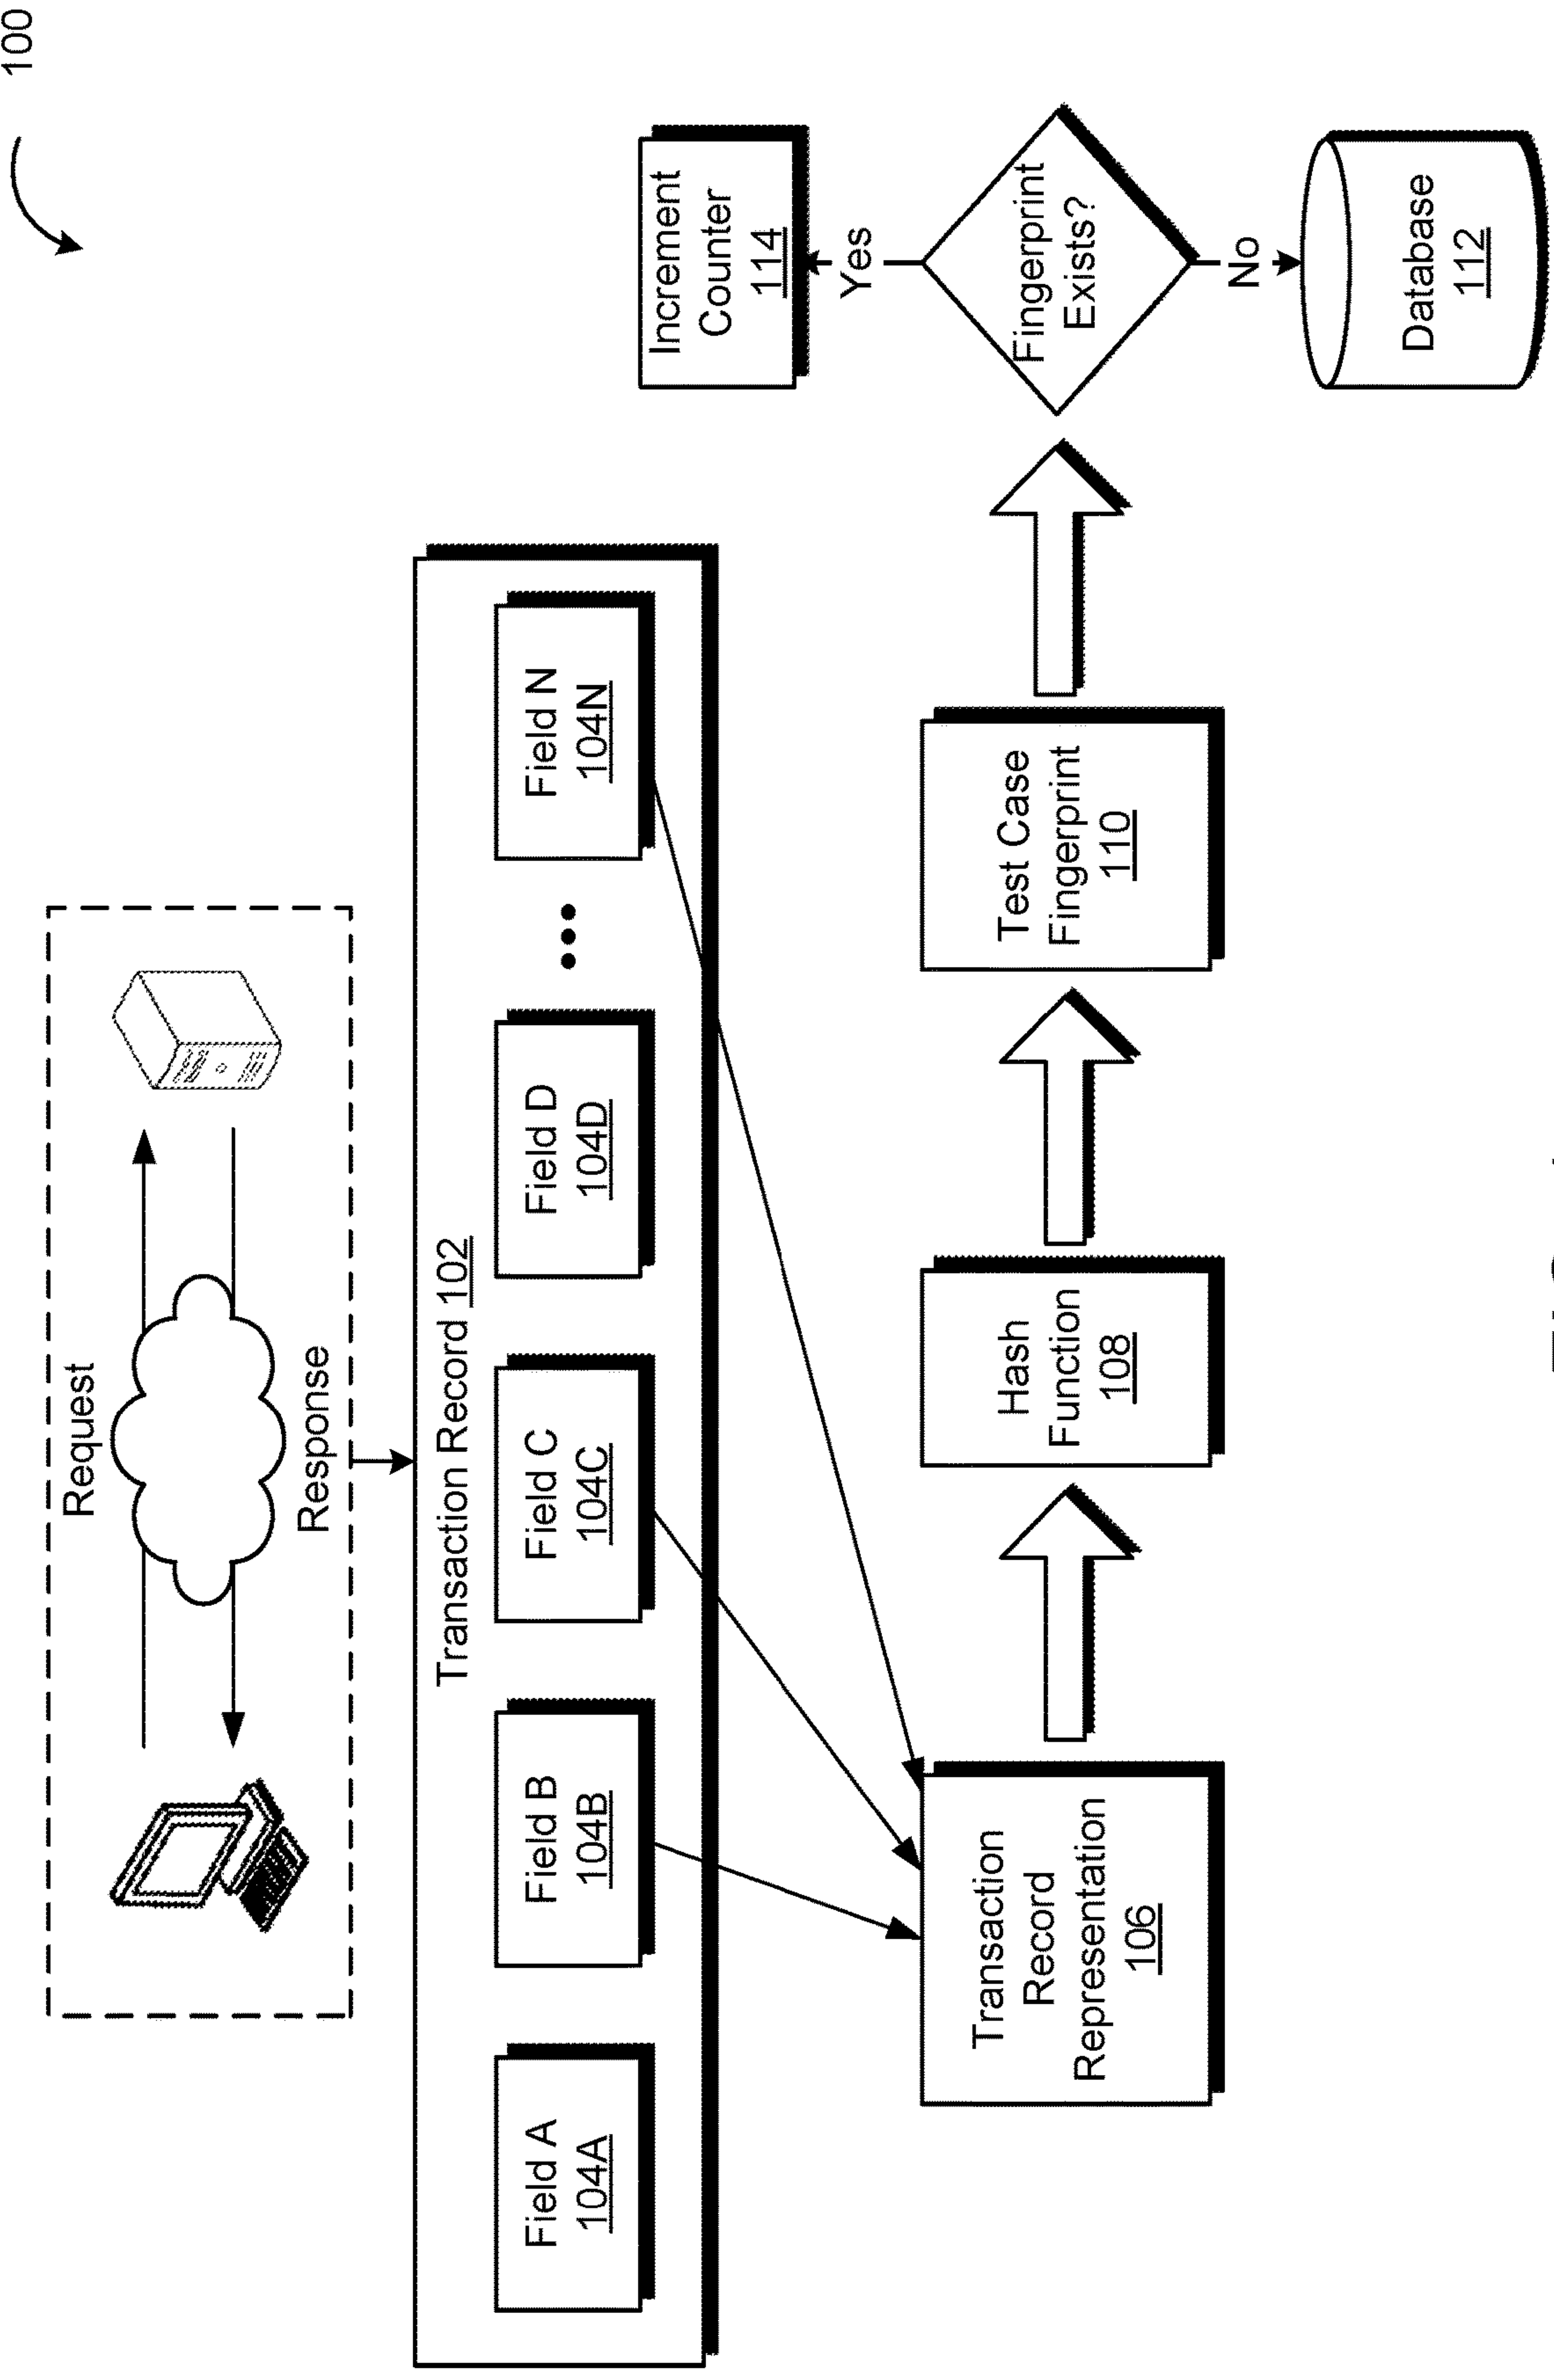 100
Request
Response
Transaction Record 102
Field A
104A
Field B
104B
Field C
104C
Field D
104D
•••
Field N
104N
Transaction
Record
Representation
106
Hash
Function
108
Test Case
Fingerprint
110
Fingerprint
Exists?
Yes
No
Increment
Counter
114
Database
112